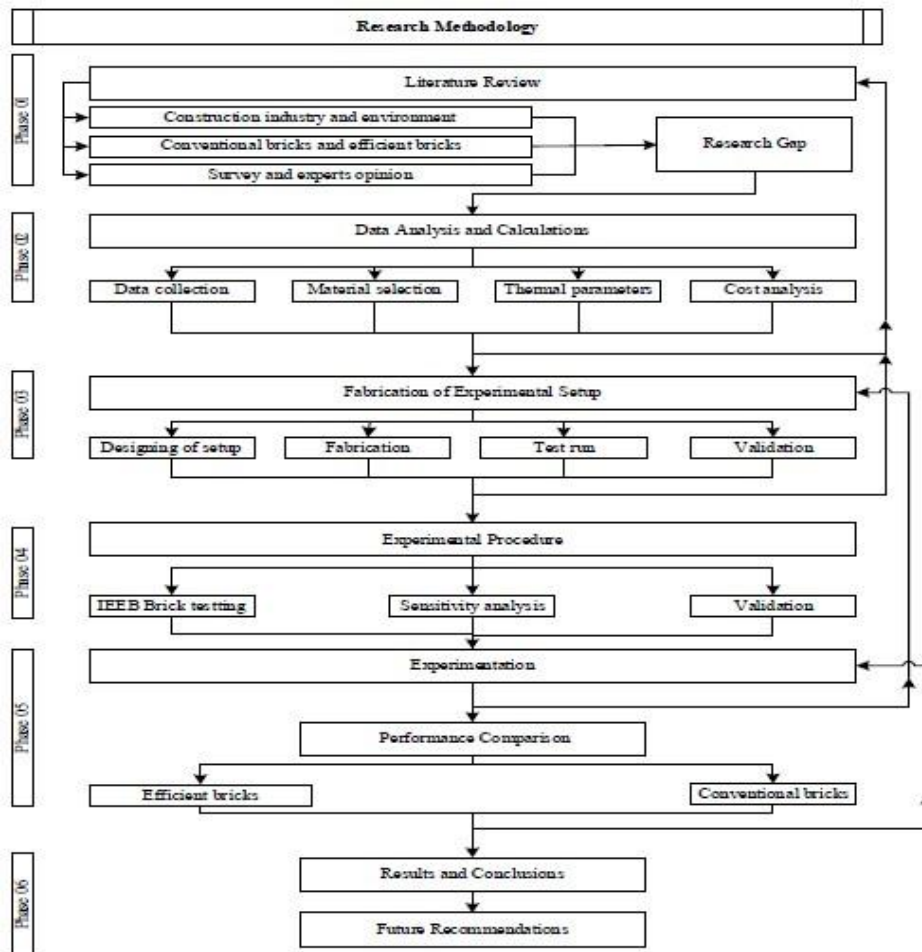 Research Methodology
Phase 01
Literature Review
Construction industry and environment
Conventional bricks and efficient bricks
Survey and experts opinion
Research Gap
Phase 02
Data Analysis and Calculations
Data collection
Material selection
Thermal parameters
Cost analysis
Phase 03
Fabrication of Experimental Setup
Designing of setup
Fabrication
Test run
Validation
Phase 04
Experimental Procedure
IEEB Brick testting
Sensitivity analysis
Validation
Phase 05
Experimentation
Performance Comparison
Efficient bricks
Conventional bricks
Phase 06
Results and Conclusions
Future Recommendations